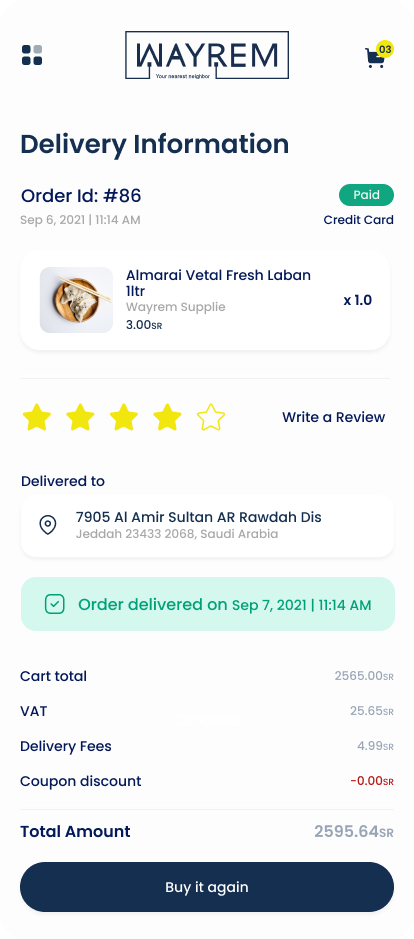 WAYREM
Your nearest neighbor
03
Delivery Information
Order Id: #86
Paid
Sep 6, 2021 | 11:14 AM
Credit Card
Almarai Vetal Fresh Laban
1ltr
Wayrem Supplie
3.00SR
x 1.0
Write a Review
Delivered to
7905 Al Amir Sultan AR Rawdah Dis
Jeddah 23433 2068, Saudi Arabia
Order delivered on Sep 7, 2021 | 11:14 AM
Cart total 2565.00SR
VAT 25.65SR
Delivery Fees 4.99SR
Coupon discount -0.00SR
Total Amount 2595.64SR
Buy it again